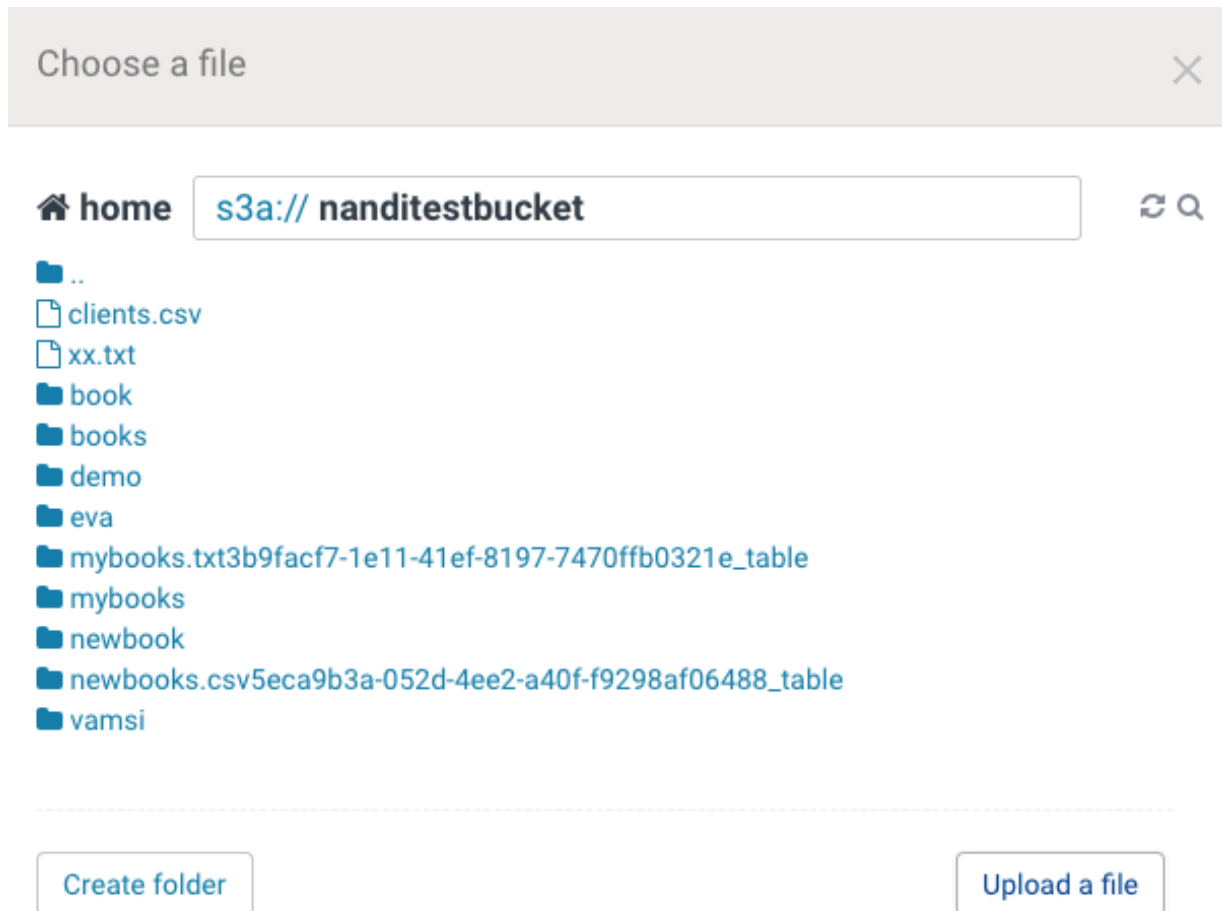 Choose a file
home s3a:// nanditestbucket
..
clients.csv
xx.txt
book
books
demo
eva
mybooks.txt3b9facf7-1e11-41ef-8197-7470ffb0321e_table
mybooks
newbook
newbooks.csv5eca9b3a-052d-4ee2-a40f-f9298af06488_table
vamsi
Create folder Upload a file